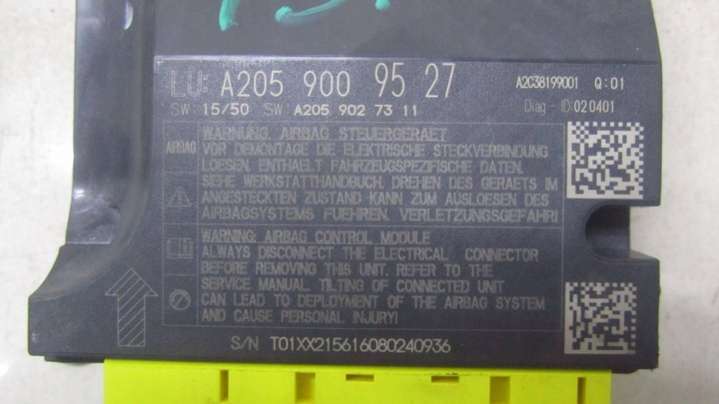 LU: A205 900 95 27
A2C38199001 Q:01
SW: 15/50 SW: A205 902 73 11
Diag - ID: 020401
WARNUNG: AIRBAG STEUERGERAET
AIRBAG
VOR DEMONTAGE DIE ELEKTRISCHE STECKVERBINDUNG
LOESEN. ENTHAELT FAHRZEUGSPEZIFISCHE DATEN.
SIEHE WERKSTATTHANDBUCH. DREHEN DES GERAETS IM
ANGESTECKTEN ZUSTAND KANN ZUM AUSLOESEN DES
AIRBAGSYSTEMS FUEHREN. VERLETZUNGSGEFAHR!
WARNING: AIRBAG CONTROL MODULE
ALWAYS DISCONNECT THE ELECTRICAL CONNECTOR
BEFORE REMOVING THIS UNIT. REFER TO THE
SERVICE MANUAL. TILTING OF CONNECTED UNIT
CAN LEAD TO DEPLOYMENT OF THE AIRBAG SYSTEM
AND CAUSE PERSONAL INJURY!
S/N T01XX215616080240936